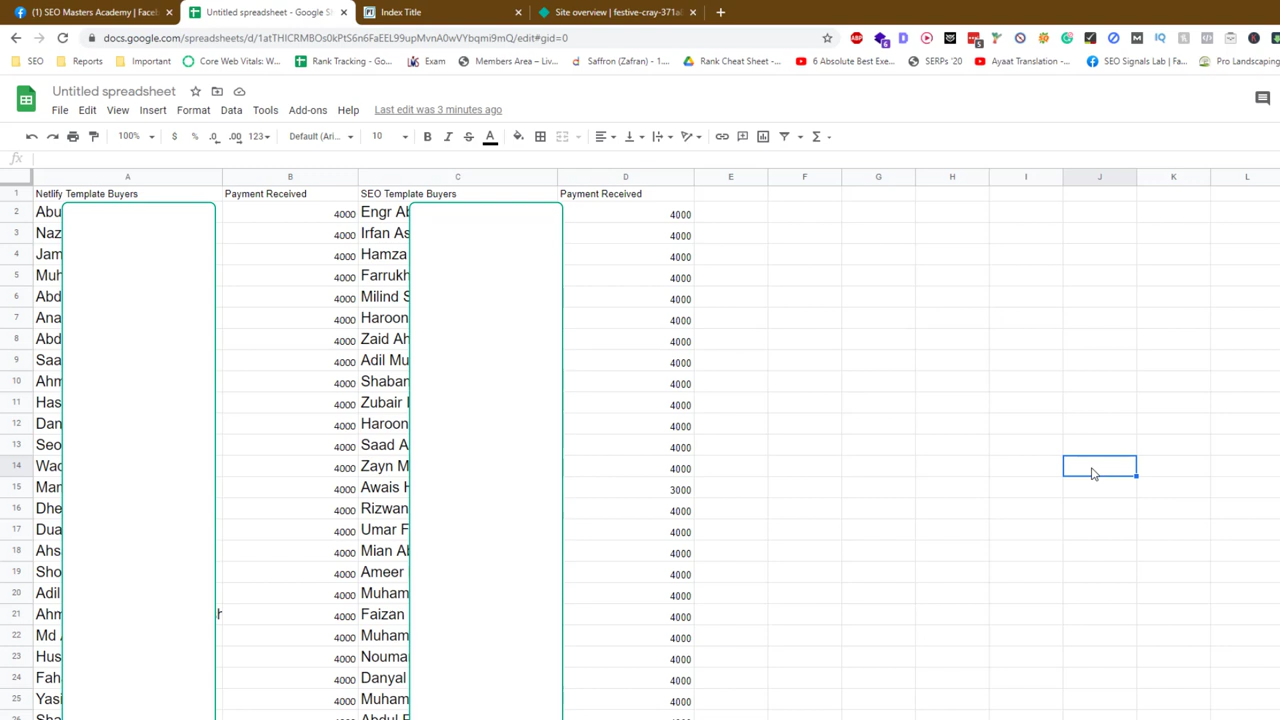 (1) SEO Masters Academy | Faceb
Untitled spreadsheet - Google Sh
Index Title
Site overview | festive-cray-371a
docs.google.com/spreadsheets/d/1atTHICRMBOs0kPtS6n6FaEEL99upMvnA0wVYbqmi9mQ/edit#gid=0
SEO
Reports
Important
Core Web Vitals: W...
Rank Tracking - Go...
Exam
Members Area – Liv...
Saffron (Zafran) - 1....
Rank Cheat Sheet -...
6 Absolute Best Exe...
SERPs '20
Ayaat Translation -...
SEO Signals Lab | Fa...
Pro Landscaping
Untitled spreadsheet
File Edit View Insert Format Data Tools Add-ons Help Last edit was 3 minutes ago
100% $ % .0 .00 123 Default (Ari... 10 B I S A
fx
A B C D E F G H I J K L
1 Netlify Template Buyers Payment Received SEO Template Buyers Payment Received
2 Abu 4000 Engr Ab 4000
3 Naz 4000 Irfan As 4000
4 Jam 4000 Hamza 4000
5 Muh 4000 Farrukh 4000
6 Abd 4000 Milind S 4000
7 Ana 4000 Haroon 4000
8 Abd 4000 Zaid Ah 4000
9 Saa 4000 Adil Mu 4000
10 Ahm 4000 Shaban 4000
11 Has 4000 Zubair 4000
12 Dan 4000 Haroon 4000
13 Seo 4000 Saad A 4000
14 Wac 4000 Zayn M 4000
15 Man 4000 Awais H 3000
16 Dhe 4000 Rizwan 4000
17 Dua 4000 Umar F 4000
18 Ahs 4000 Mian Ab 4000
19 Sho 4000 Ameer 4000
20 Adil 4000 Muham 4000
21 Ahm h 4000 Faizan 4000
22 Md 4000 Muham 4000
23 Hus 4000 Nouma 4000
24 Fah 4000 Danyal 4000
25 Yasi 4000 Muham 4000